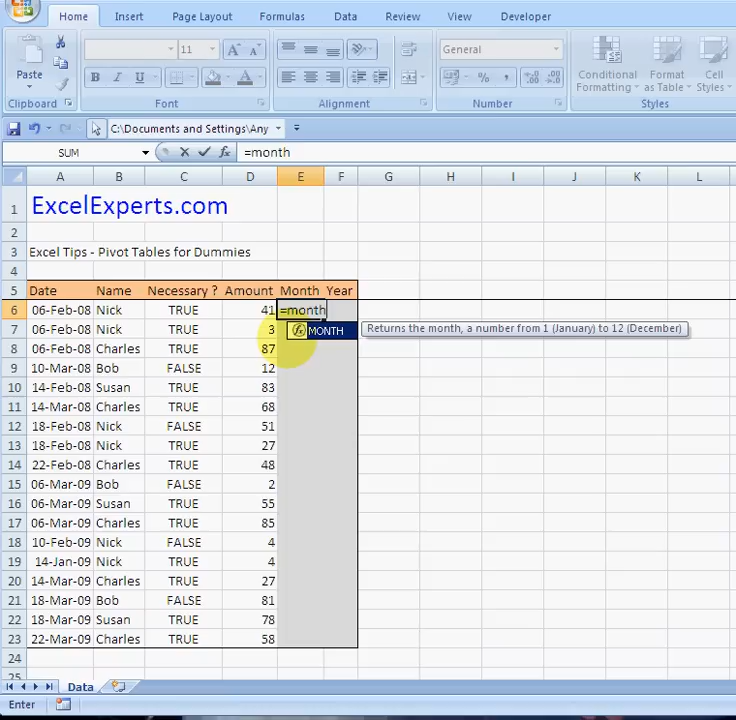 Home Insert Page Layout Formulas Data Review View Developer
Paste 11 A A General Conditional Formatting Format as Table Cell Styles
B I U A % ,
Clipboard Font Alignment Number Styles
C:\Documents and Settings\Any
SUM fx =month
A B C D E F G H I J K L
1 ExcelExperts.com
2
3 Excel Tips - Pivot Tables for Dummies
4
5 Date Name Necessary ? Amount Month Year
6 06-Feb-08 Nick TRUE 41 =month
7 06-Feb-08 Nick TRUE 3 MONTH Returns the month, a number from 1 (January) to 12 (December)
8 06-Feb-08 Charles TRUE 87
9 10-Mar-08 Bob FALSE 12
10 14-Feb-08 Susan TRUE 83
11 14-Mar-08 Charles TRUE 68
12 18-Feb-08 Nick FALSE 51
13 18-Feb-08 Nick TRUE 27
14 22-Feb-08 Charles TRUE 48
15 06-Mar-09 Bob FALSE 2
16 06-Mar-09 Susan TRUE 55
17 06-Mar-09 Charles TRUE 85
18 10-Feb-09 Nick FALSE 4
19 14-Jan-09 Nick TRUE 4
20 14-Mar-09 Charles TRUE 27
21 18-Mar-09 Bob FALSE 81
22 18-Mar-09 Susan TRUE 78
23 22-Mar-09 Charles TRUE 58
24
25
Data
Enter